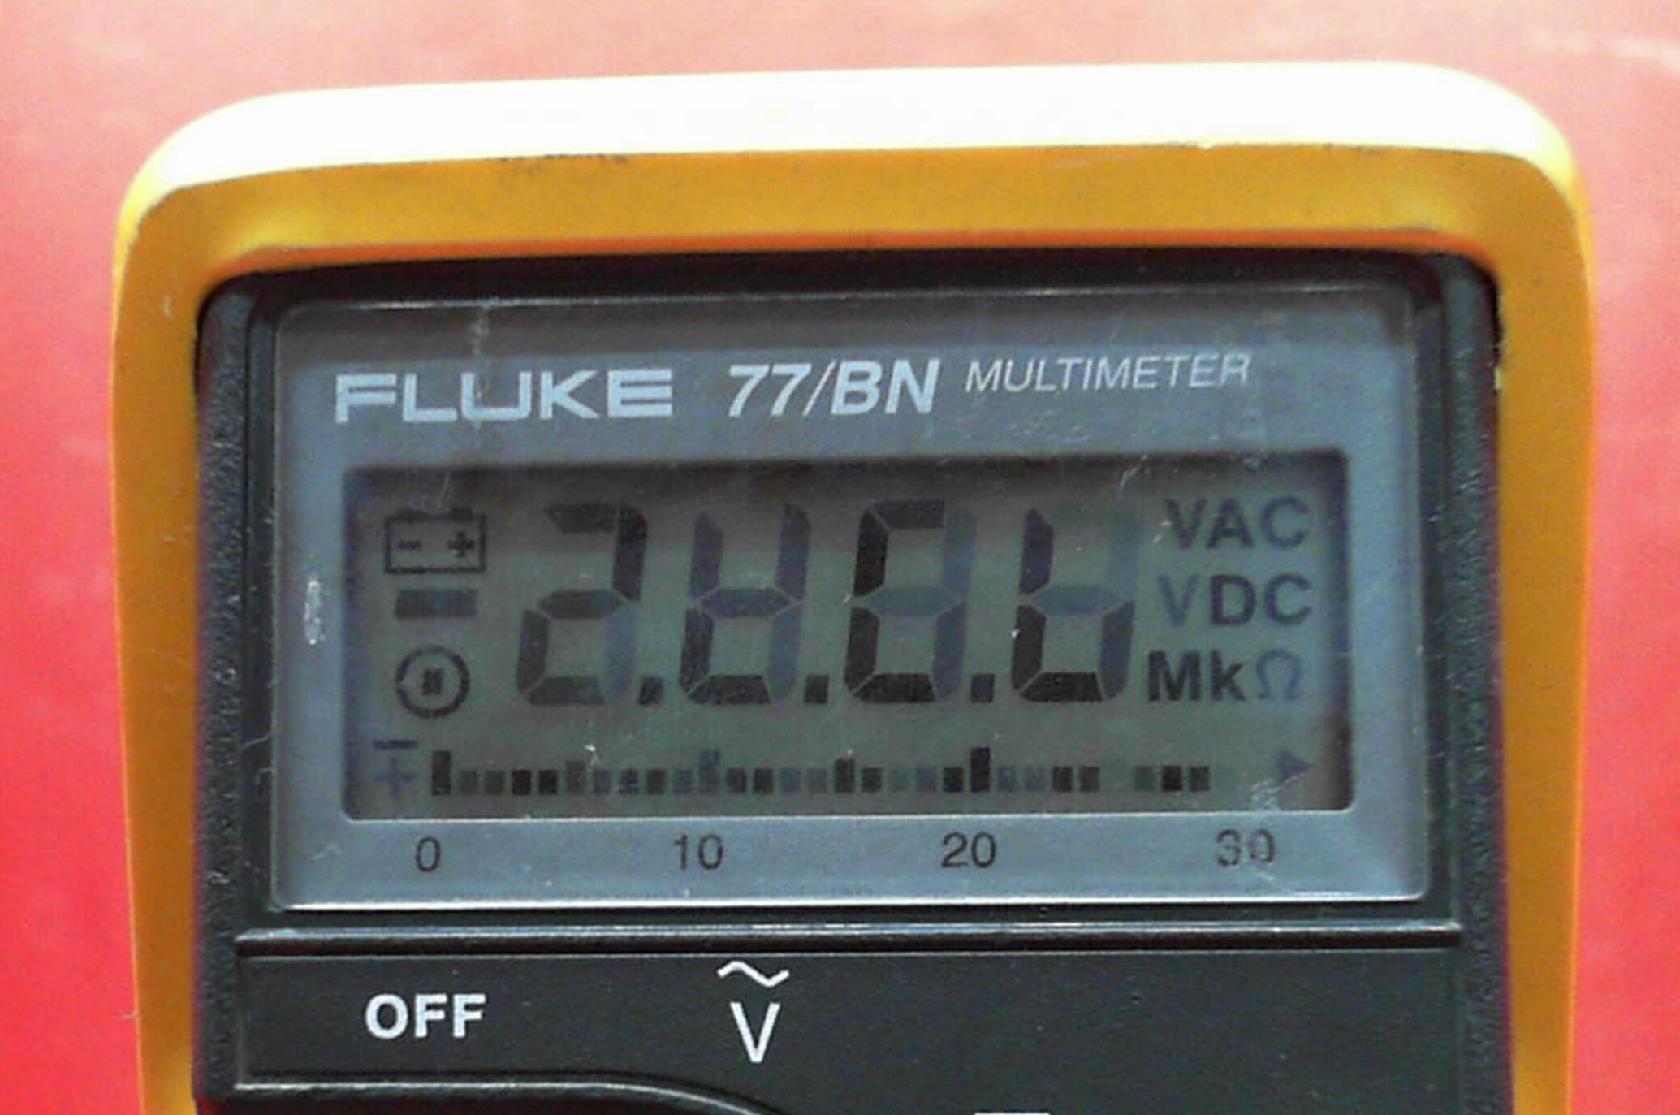 FLUKE 77/BN MULTIMETER
VAC
VDC
MkΩ
0 10 20 30
OFF
V